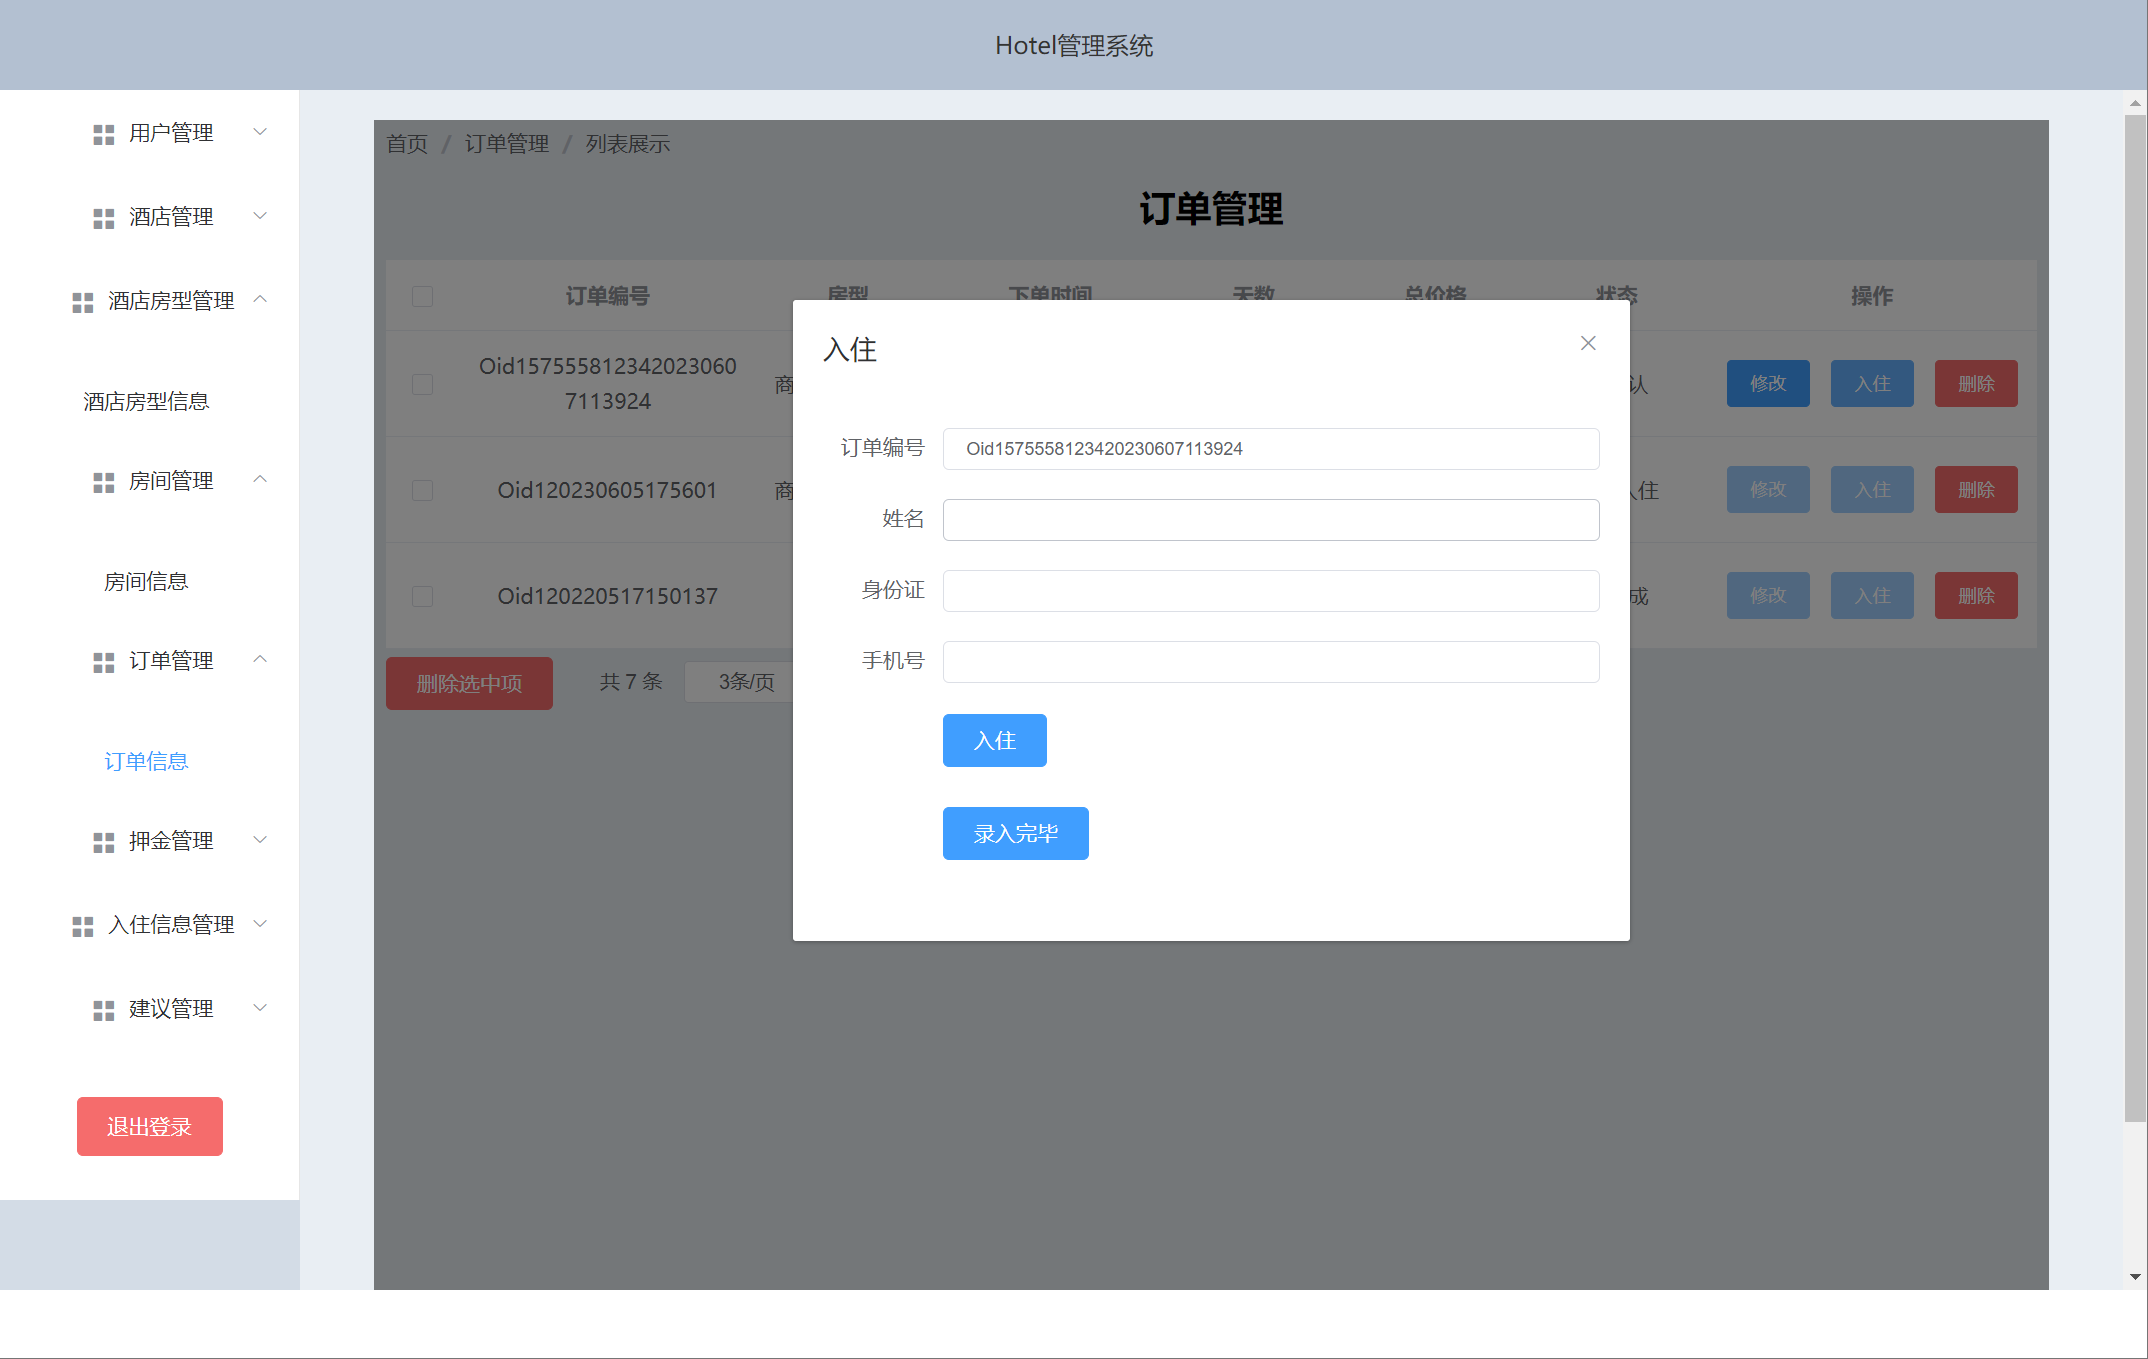 Hotel管理系统
用户管理
酒店管理
酒店房型管理
酒店房型信息
房间管理
房间信息
订单管理
订单信息
押金管理
入住信息管理
建议管理
退出登录
首页 / 订单管理 / 列表展示
订单管理
订单编号 房型 下单时间 天数 总价格 状态 操作
Oid157555812342023060
7113924
商
认
修改 入住 删除
Oid120230605175601
商
入住
修改 入住 删除
Oid120220517150137
成
修改 入住 删除
删除选中项 共 7 条 3条/页
入住
订单编号 Oid1575558123420230607113924
姓名
身份证
手机号
入住
录入完毕